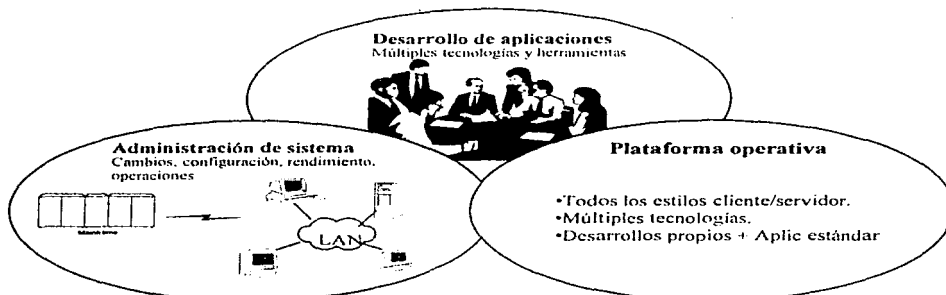 Desarrollo de aplicaciones
Múltiples tecnologías y herramientas
Administración de sistema
Cambios, configuración, rendimiento,
operaciones
LAN
Plataforma operativa
•Todos los estilos cliente/servidor.
•Múltiples tecnologías.
•Desarrollos propios + Aplic estándar